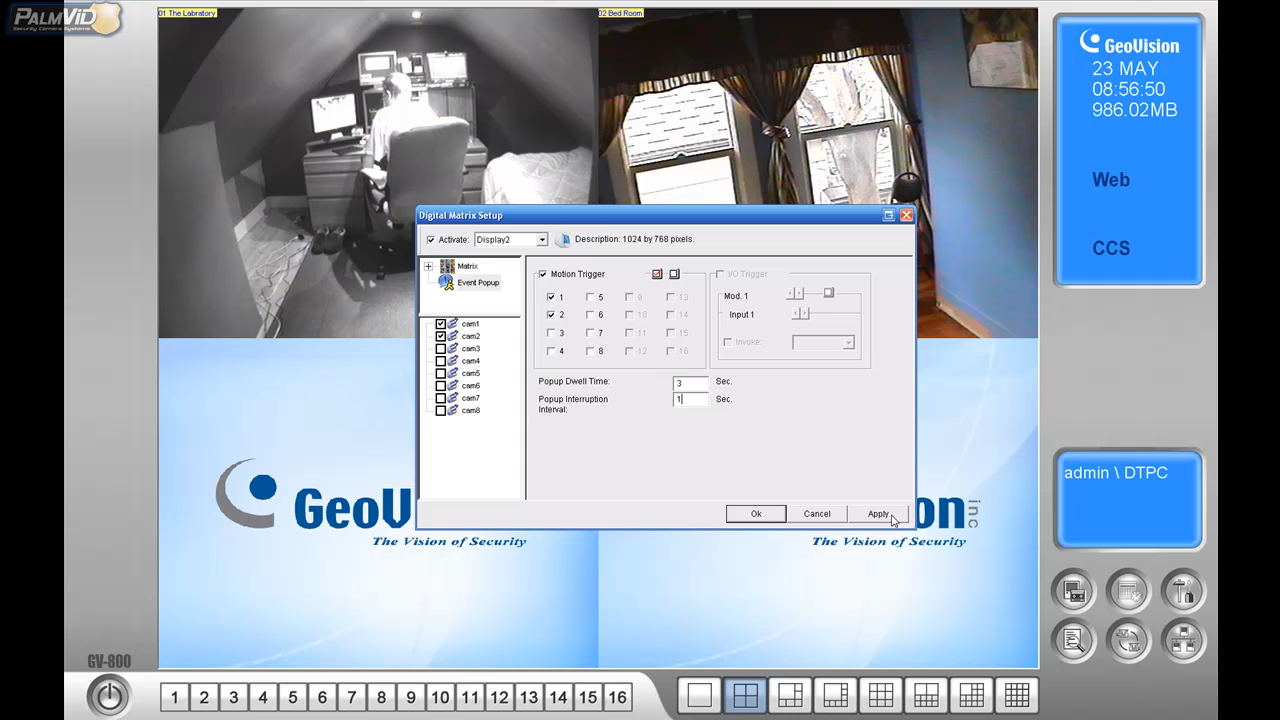 PALMVID
Security Camera Systems
01 The Labratory
02 Bed Room
GeoVision
23 MAY
08:56:50
986.02MB
Web
CCS
Digital Matrix Setup
Activate: Display2 Description: 1024 by 768 pixels.
Matrix
Event Popup
cam1
cam2
cam3
cam4
cam5
cam6
cam7
cam8
Motion Trigger
1 5 9 13
2 6 10 14
3 7 11 15
4 8 12 16
I/O Trigger
Mod. 1
Input 1
Invoke:
Popup Dwell Time: 3 Sec.
Popup Interruption Interval: 1 Sec.
Ok Cancel Apply
GeoV
The Vision of Security
on inc
The Vision of Security
admin \ DTPC
GV-800
1 2 3 4 5 6 7 8 9 10 11 12 13 14 15 16